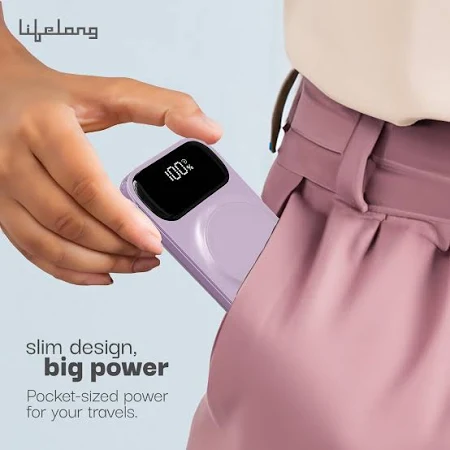 Lifelong
100%
slim design,
big power
Pocket-sized power
for your travels.